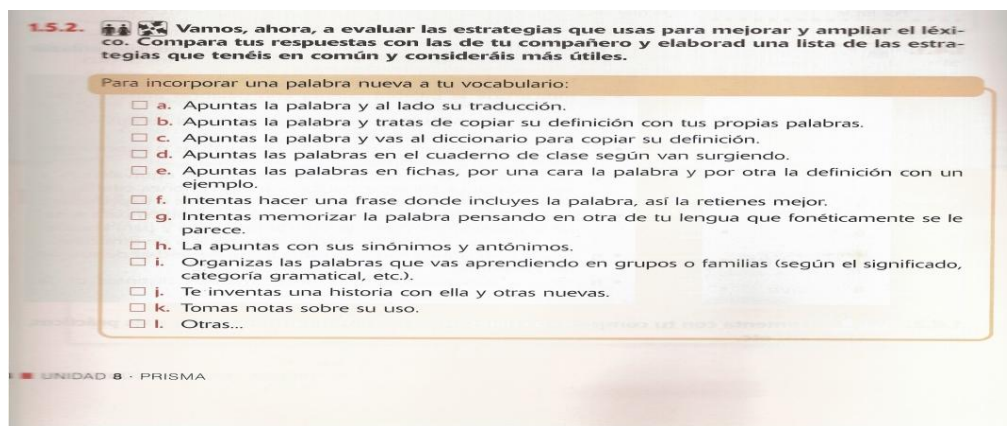 1.5.2. Vamos, ahora, a evaluar las estrategias que usas para mejorar y ampliar el léxi-
co. Compara tus respuestas con las de tu compañero y elaborad una lista de las estra-
tegias que tenéis en común y consideráis más útiles.
Para incorporar una palabra nueva a tu vocabulario:
a. Apuntas la palabra y al lado su traducción.
b. Apuntas la palabra y tratas de copiar su definición con tus propias palabras.
c. Apuntas la palabra y vas al diccionario para copiar su definición.
d. Apuntas las palabras en el cuaderno de clase según van surgiendo.
e. Apuntas las palabras en fichas, por una cara la palabra y por otra la definición con un
ejemplo.
f. Intentas hacer una frase donde incluyes la palabra, así la retienes mejor.
g. Intentas memorizar la palabra pensando en otra de tu lengua que fonéticamente se le
parece.
h. La apuntas con sus sinónimos y antónimos.
i. Organizas las palabras que vas aprendiendo en grupos o familias (según el significado,
categoría gramatical, etc.).
j. Te inventas una historia con ella y otras nuevas.
k. Tomas notas sobre su uso.
l. Otras...
UNIDAD 8 · PRISMA